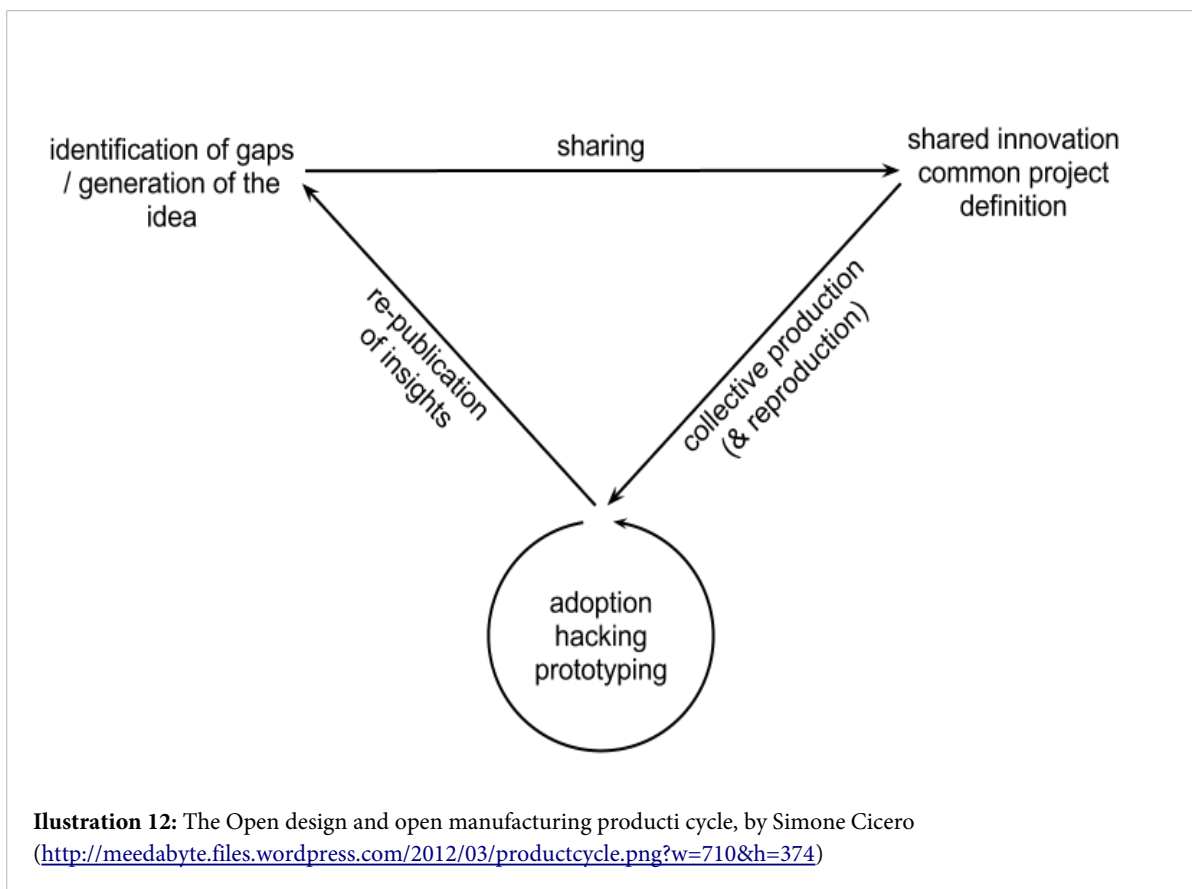 identification of gaps
/ generation of the
idea
sharing
shared innovation
common project
definition
re-publication
of insights
collective production
(& reproduction)
adoption
hacking
prototyping
Ilustration 12: The Open design and open manufacturing producti cycle, by Simone Cicero
(http://meedabyte.files.wordpress.com/2012/03/productcycle.png?w=710&h=374)